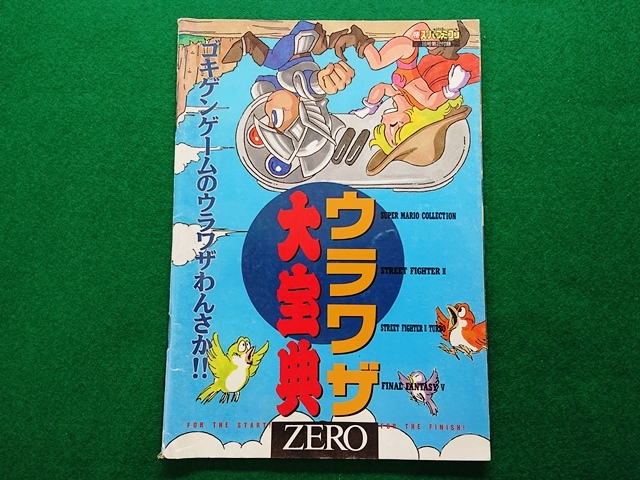 ゴキゲンゲームのウラワザわんさか!!
ウラワザ
大宝典
SUPER MARIO COLLECTION
STREET FIGHTER II
STREET FIGHTER II TURBO
FINAL FANTASY V
FOR THE START!
FOR THE FINISH!
ZERO